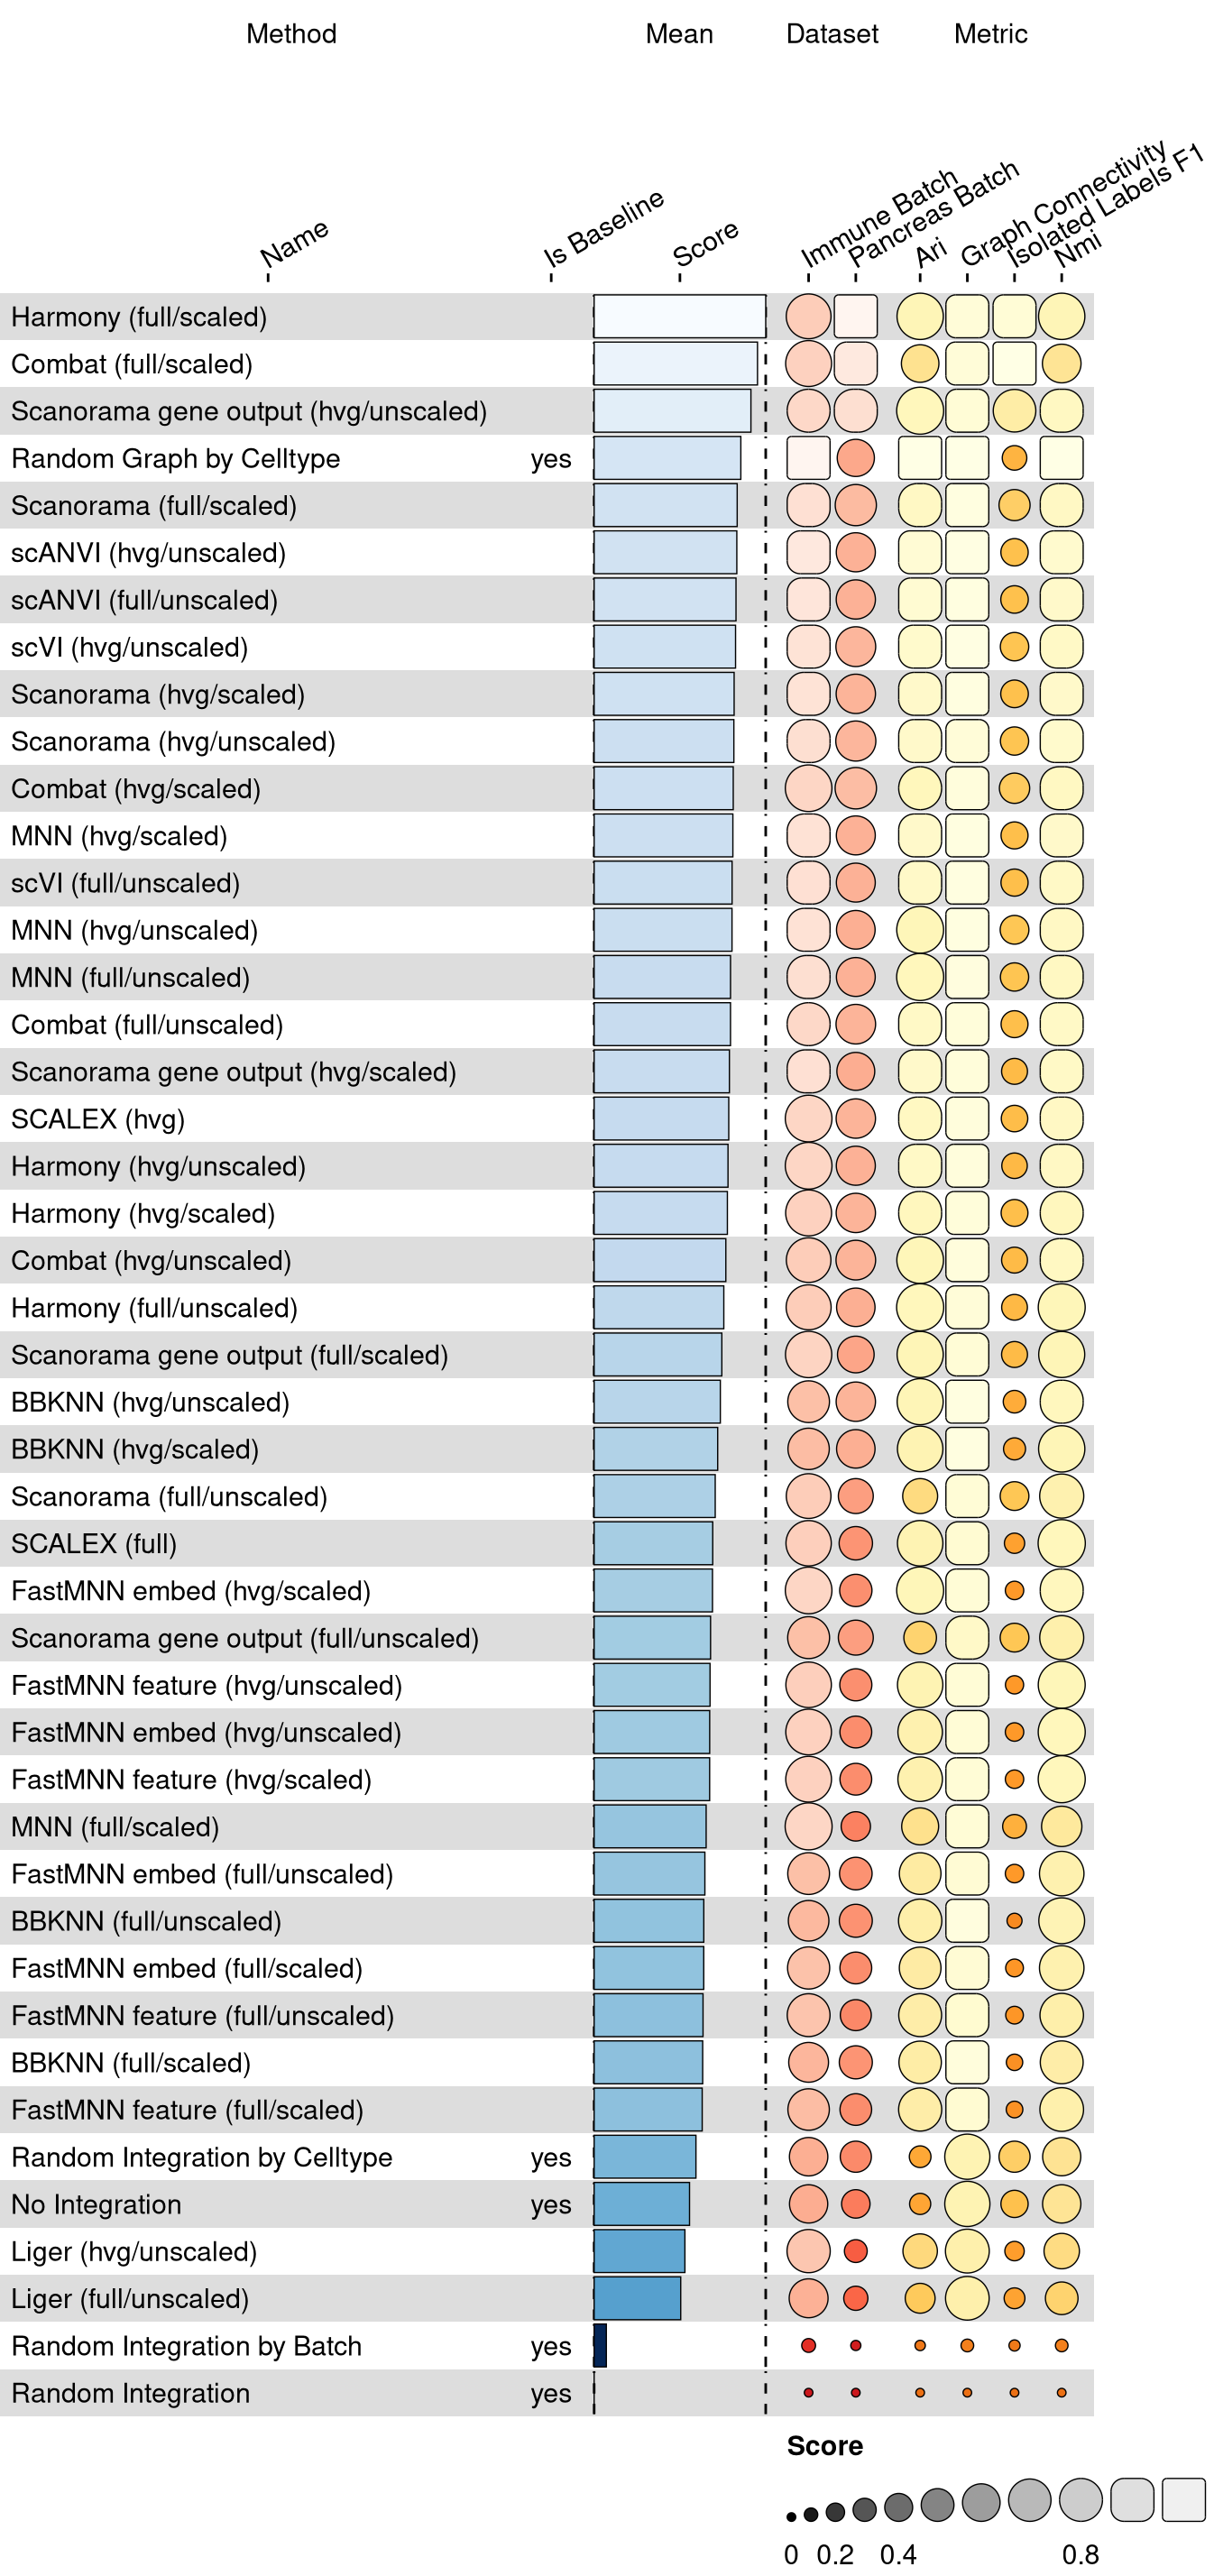 Method Mean Dataset Metric
Name Is Baseline Score Immune Batch Pancreas Batch Ari Graph Connectivity Isolated Labels F1 Nmi
Harmony (full/scaled)
Combat (full/scaled)
Scanorama gene output (hvg/unscaled)
Random Graph by Celltype yes
Scanorama (full/scaled)
scANVI (hvg/unscaled)
scANVI (full/unscaled)
scVI (hvg/unscaled)
Scanorama (hvg/scaled)
Scanorama (hvg/unscaled)
Combat (hvg/scaled)
MNN (hvg/scaled)
scVI (full/unscaled)
MNN (hvg/unscaled)
MNN (full/unscaled)
Combat (full/unscaled)
Scanorama gene output (hvg/scaled)
SCALEX (hvg)
Harmony (hvg/unscaled)
Harmony (hvg/scaled)
Combat (hvg/unscaled)
Harmony (full/unscaled)
Scanorama gene output (full/scaled)
BBKNN (hvg/unscaled)
BBKNN (hvg/scaled)
Scanorama (full/unscaled)
SCALEX (full)
FastMNN embed (hvg/scaled)
Scanorama gene output (full/unscaled)
FastMNN feature (hvg/unscaled)
FastMNN embed (hvg/unscaled)
FastMNN feature (hvg/scaled)
MNN (full/scaled)
FastMNN embed (full/unscaled)
BBKNN (full/unscaled)
FastMNN embed (full/scaled)
FastMNN feature (full/unscaled)
BBKNN (full/scaled)
FastMNN feature (full/scaled)
Random Integration by Celltype yes
No Integration yes
Liger (hvg/unscaled)
Liger (full/unscaled)
Random Integration by Batch yes
Random Integration yes
Score
0 0.2 0.4 0.8